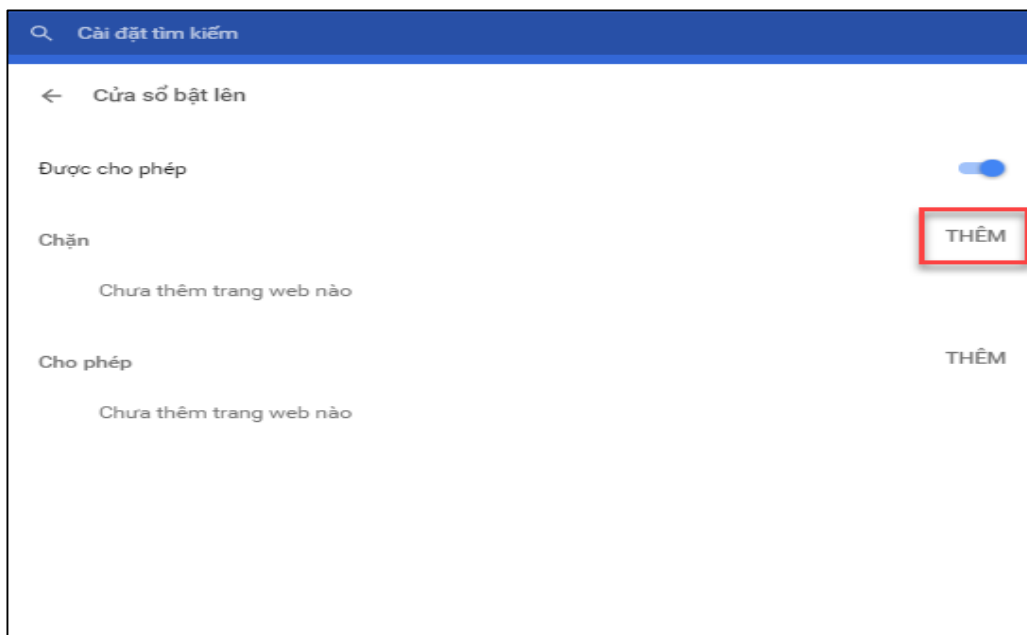 Cài đặt tìm kiếm
Cửa sổ bật lên
Được cho phép
Chặn THÊM
Chưa thêm trang web nào
Cho phép THÊM
Chưa thêm trang web nào